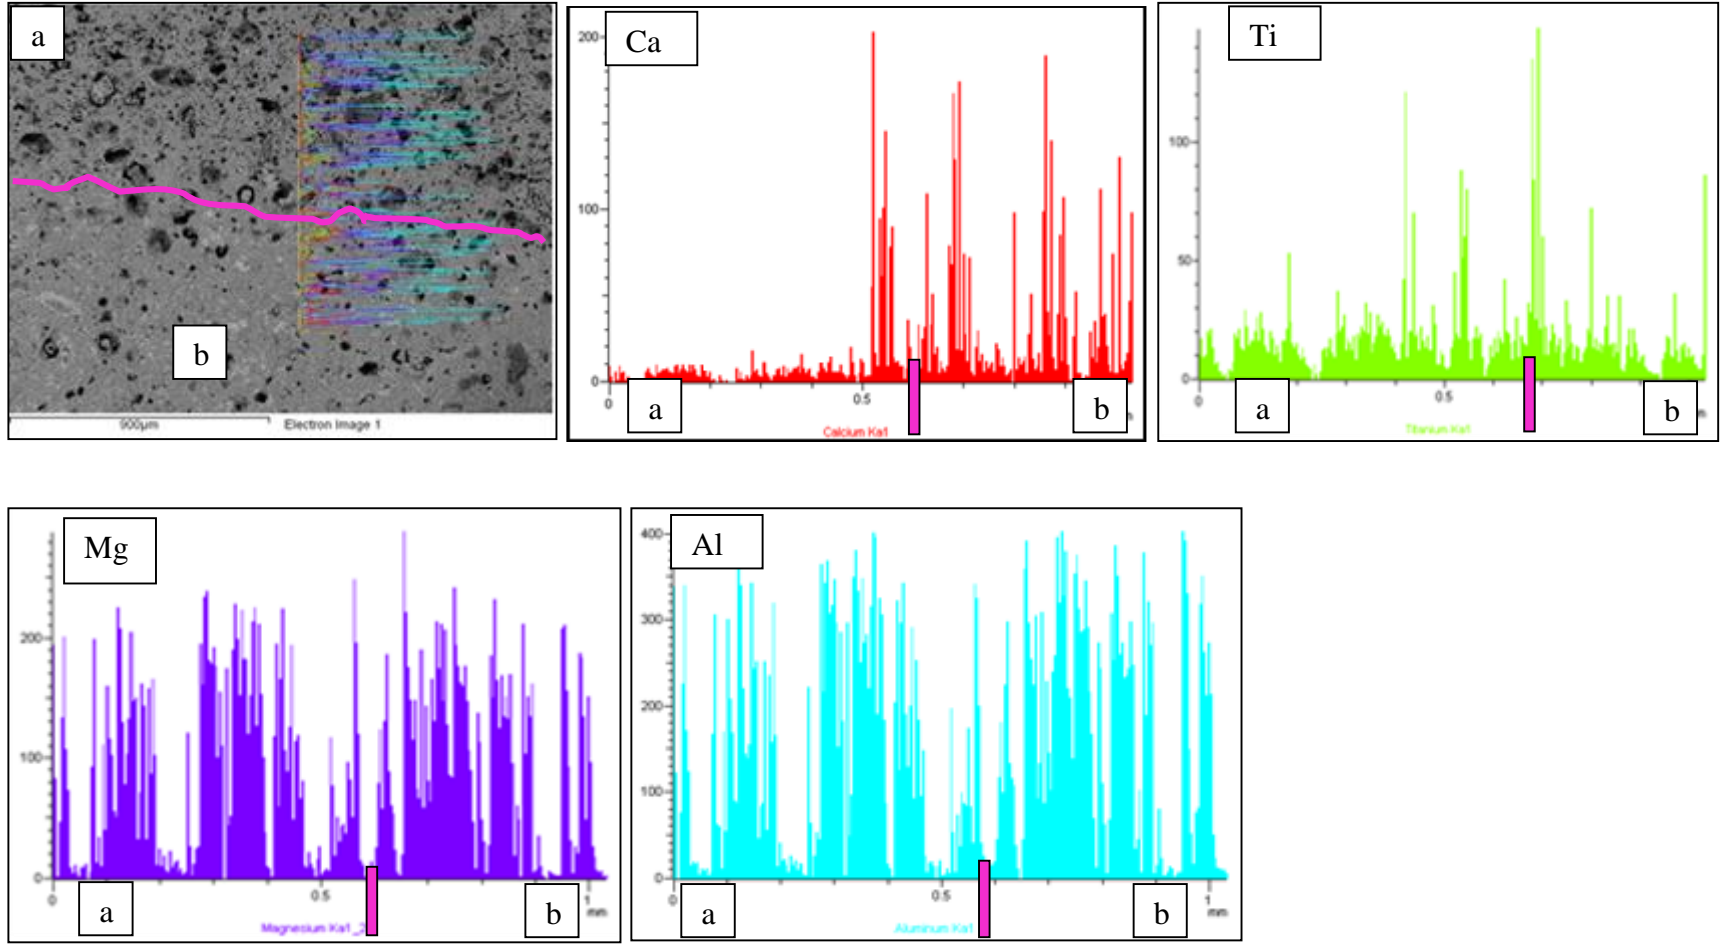 a
b
900µm
Electron Image 1
Ca
200
100
0
0
0.5
a
b
Calcium Ka1
Ti
100
50
0
0
0.5
a
b
m
Titanium Ka1
Mg
200
100
0
0
0.5
1
mm
a
b
Magnesium Ka1_2
Al
400
300
200
100
0
0
0.5
1
mm
a
b
Aluminum Ka1